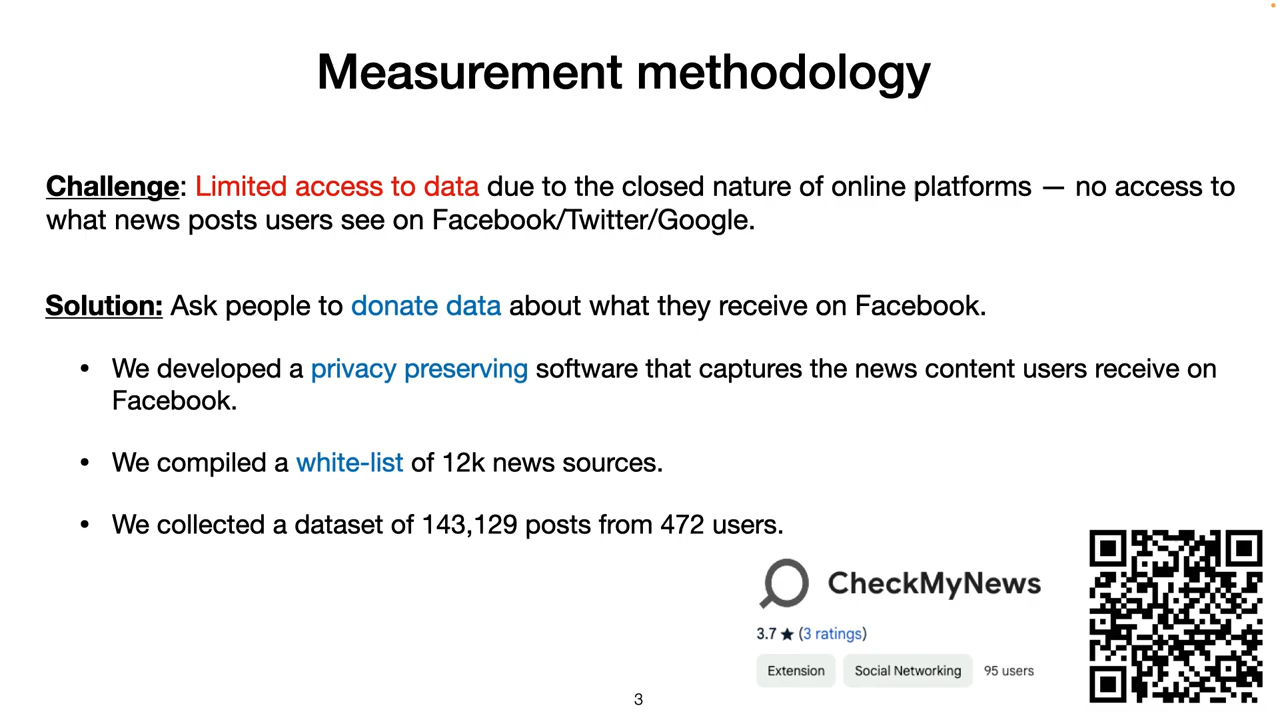 Measurement methodology
Challenge: Limited access to data due to the closed nature of online platforms — no access to
what news posts users see on Facebook/Twitter/Google.
Solution: Ask people to donate data about what they receive on Facebook.
• We developed a privacy preserving software that captures the news content users receive on
Facebook.
• We compiled a white-list of 12k news sources.
• We collected a dataset of 143,129 posts from 472 users.
CheckMyNews
3.7 ★ (3 ratings)
Extension Social Networking 95 users
3